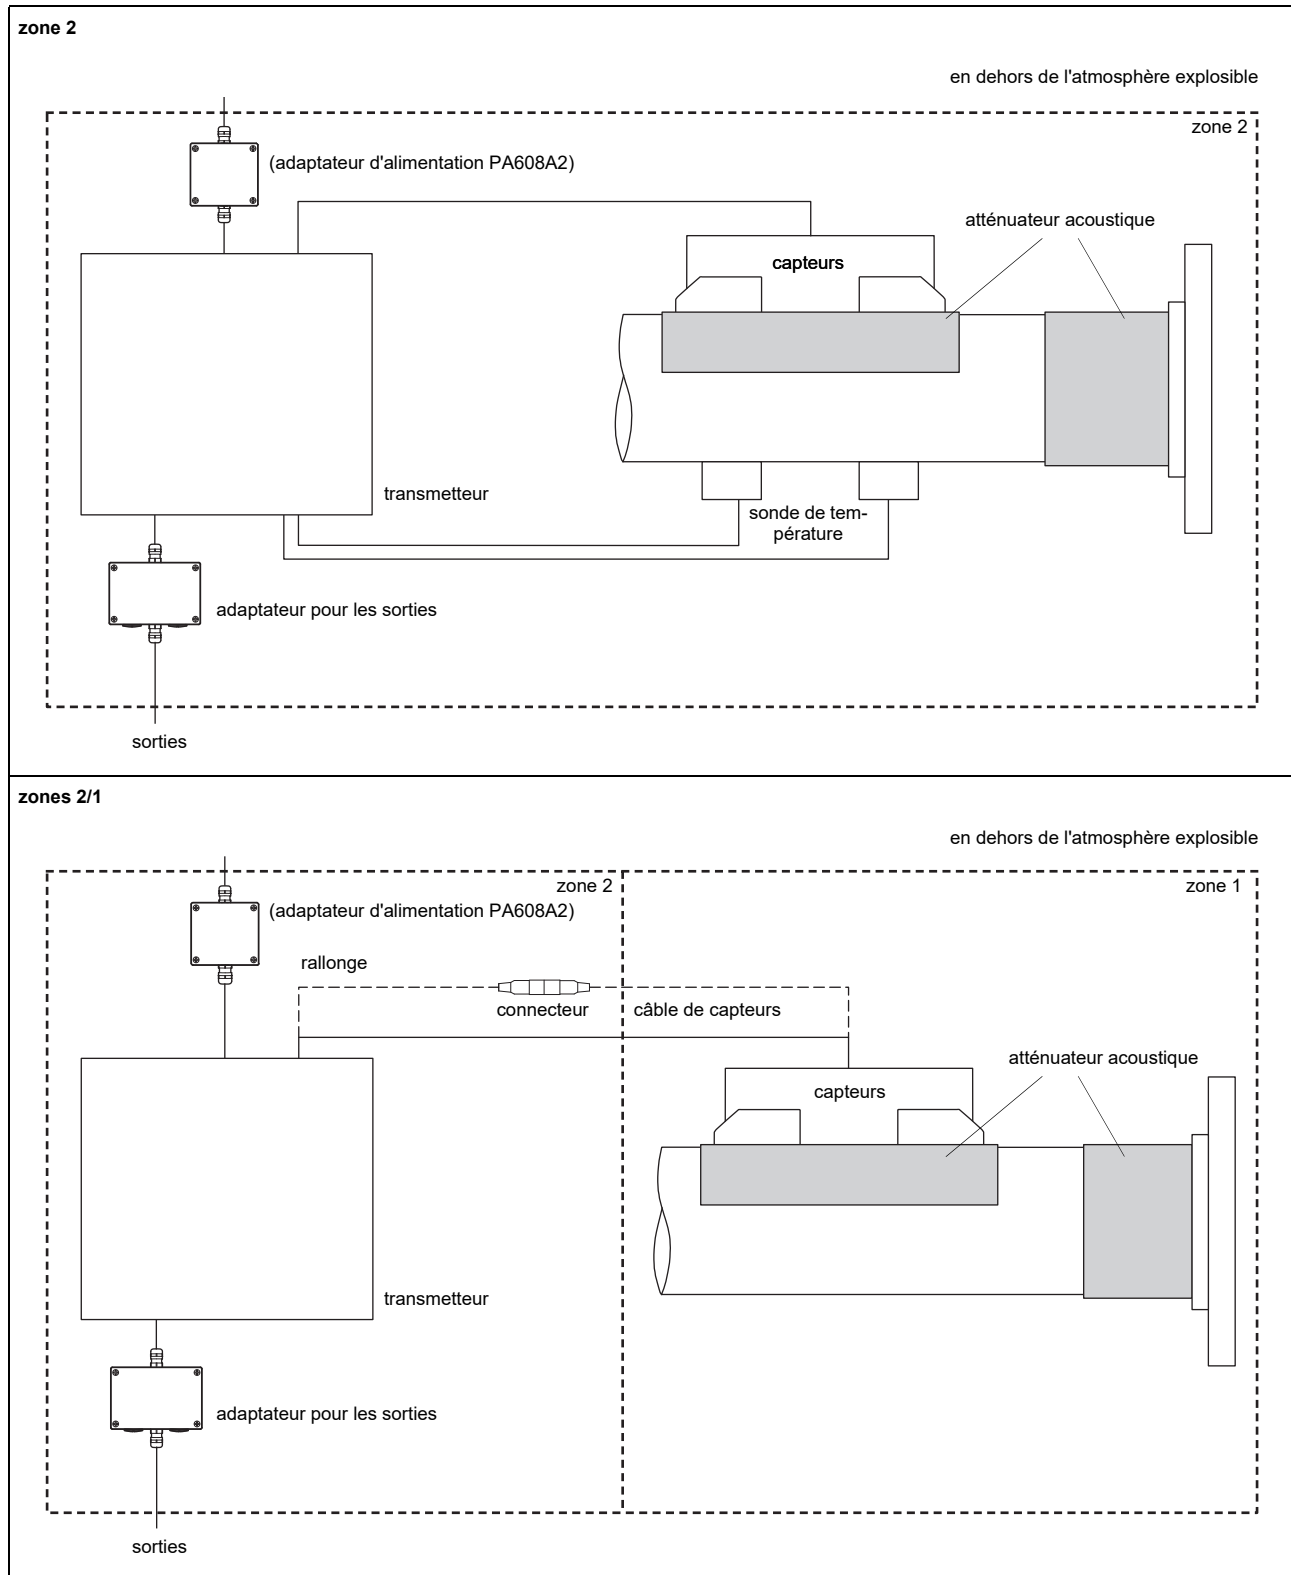 zone 2
en dehors de l'atmosphère explosible
zone 2
(adaptateur d'alimentation PA608A2)
atténuateur acoustique
capteurs
transmetteur
sonde de tem-
pérature
adaptateur pour les sorties
sorties
zones 2/1
en dehors de l'atmosphère explosible
zone 2
zone 1
(adaptateur d'alimentation PA608A2)
rallonge
connecteur
câble de capteurs
atténuateur acoustique
capteurs
transmetteur
adaptateur pour les sorties
sorties